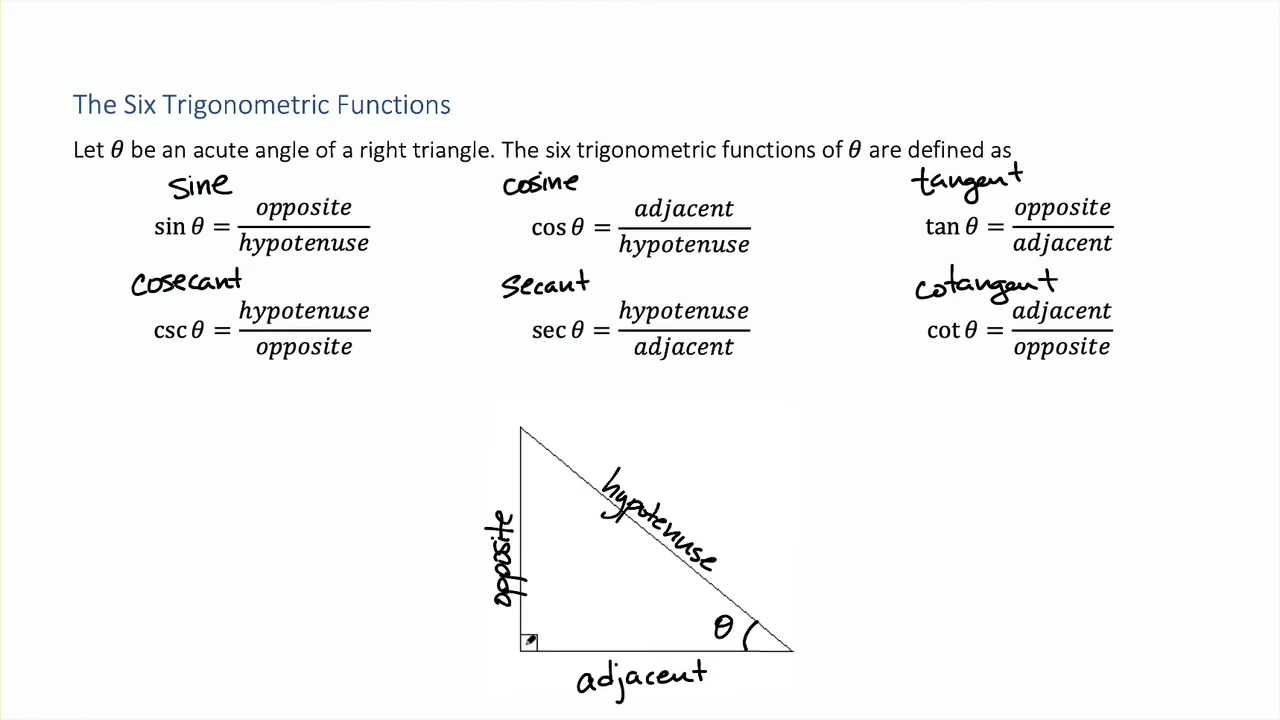 The Six Trigonometric Functions
Let θ be an acute angle of a right triangle. The six trigonometric functions of θ are defined as
sine cosine tangent
sin θ = opposite/hypotenuse cos θ = adjacent/hypotenuse tan θ = opposite/adjacent
cosecant secant cotangent
csc θ = hypotenuse/opposite sec θ = hypotenuse/adjacent cot θ = adjacent/opposite
hypotenuse
opposite
θ
adjacent